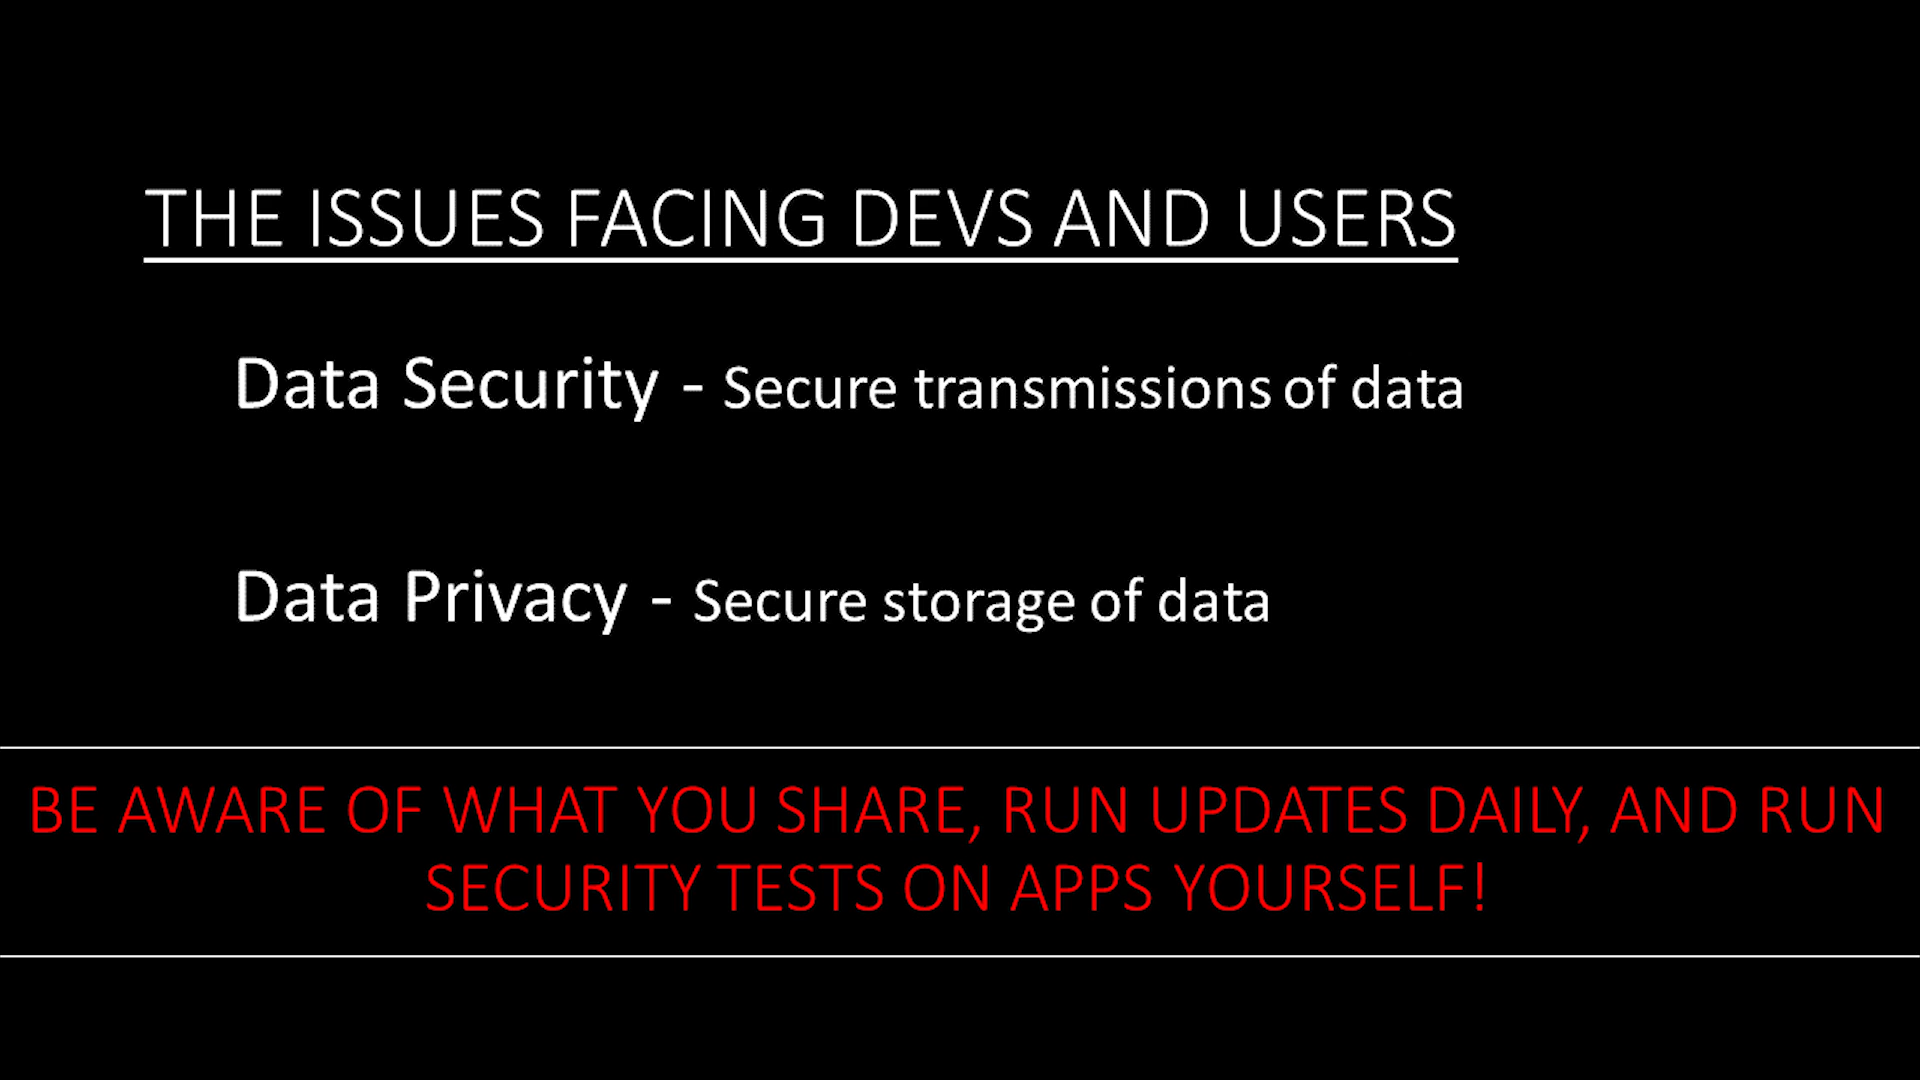 THE ISSUES FACING DEVS AND USERS
Data Security - Secure transmissions of data
Data Privacy - Secure storage of data
BE AWARE OF WHAT YOU SHARE, RUN UPDATES DAILY, AND RUN
SECURITY TESTS ON APPS YOURSELF!